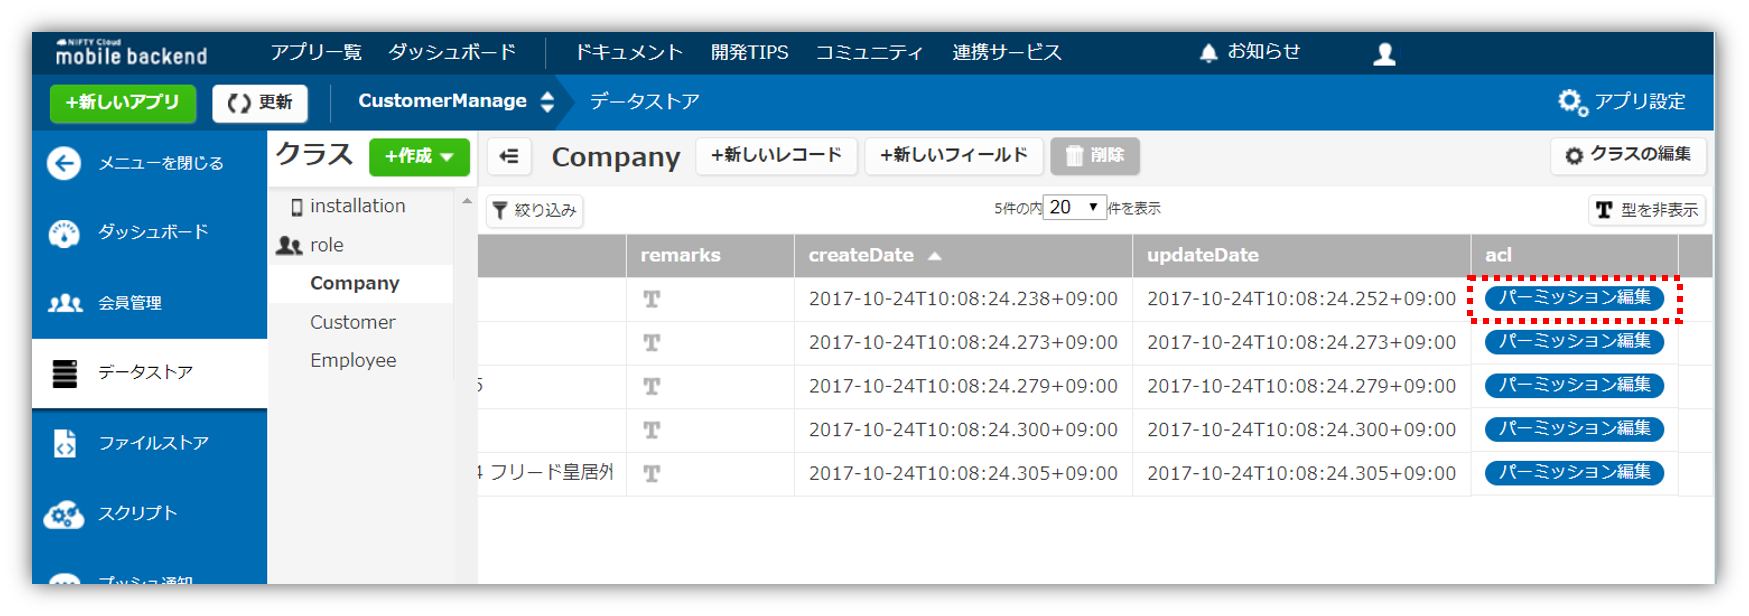 NIFTY Cloud
mobile backend アプリ一覧 ダッシュボード ドキュメント 開発TIPS コミュニティ 連携サービス お知らせ
+新しいアプリ 更新 CustomerManage データストア アプリ設定
メニューを閉じる
ダッシュボード
会員管理
データストア
ファイルストア
スクリプト
プッシュ通知
クラス +作成
installation
role
Company
Customer
Employee
Company +新しいレコード +新しいフィールド 削除 クラスの編集
絞り込み 5件の内 20 件を表示 型を非表示
remarks createDate updateDate acl
2017-10-24T10:08:24.238+09:00 2017-10-24T10:08:24.252+09:00 パーミッション編集
2017-10-24T10:08:24.273+09:00 2017-10-24T10:08:24.273+09:00 パーミッション編集
5 2017-10-24T10:08:24.279+09:00 2017-10-24T10:08:24.279+09:00 パーミッション編集
2017-10-24T10:08:24.300+09:00 2017-10-24T10:08:24.300+09:00 パーミッション編集
4 フリード皇居外 2017-10-24T10:08:24.305+09:00 2017-10-24T10:08:24.305+09:00 パーミッション編集